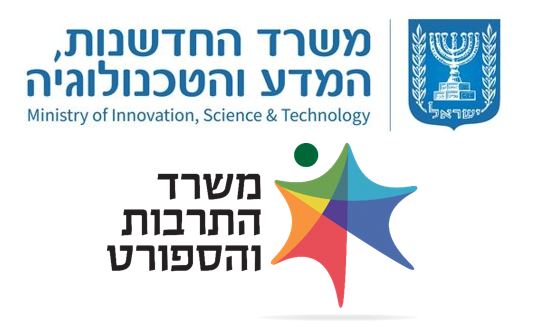 משרד החדשנות,
המדע והטכנולוגיה
Ministry of Innovation, Science & Technology
ישראל
משרד
התרבות
והספורט